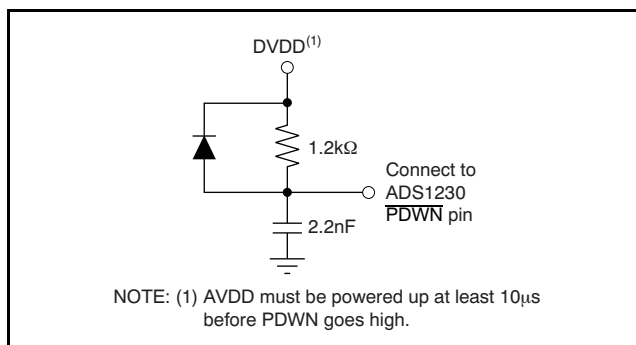 DVDD(1)
1.2kΩ
Connect to
ADS1230
PDWN pin
2.2nF
NOTE: (1) AVDD must be powered up at least 10μs
before PDWN goes high.